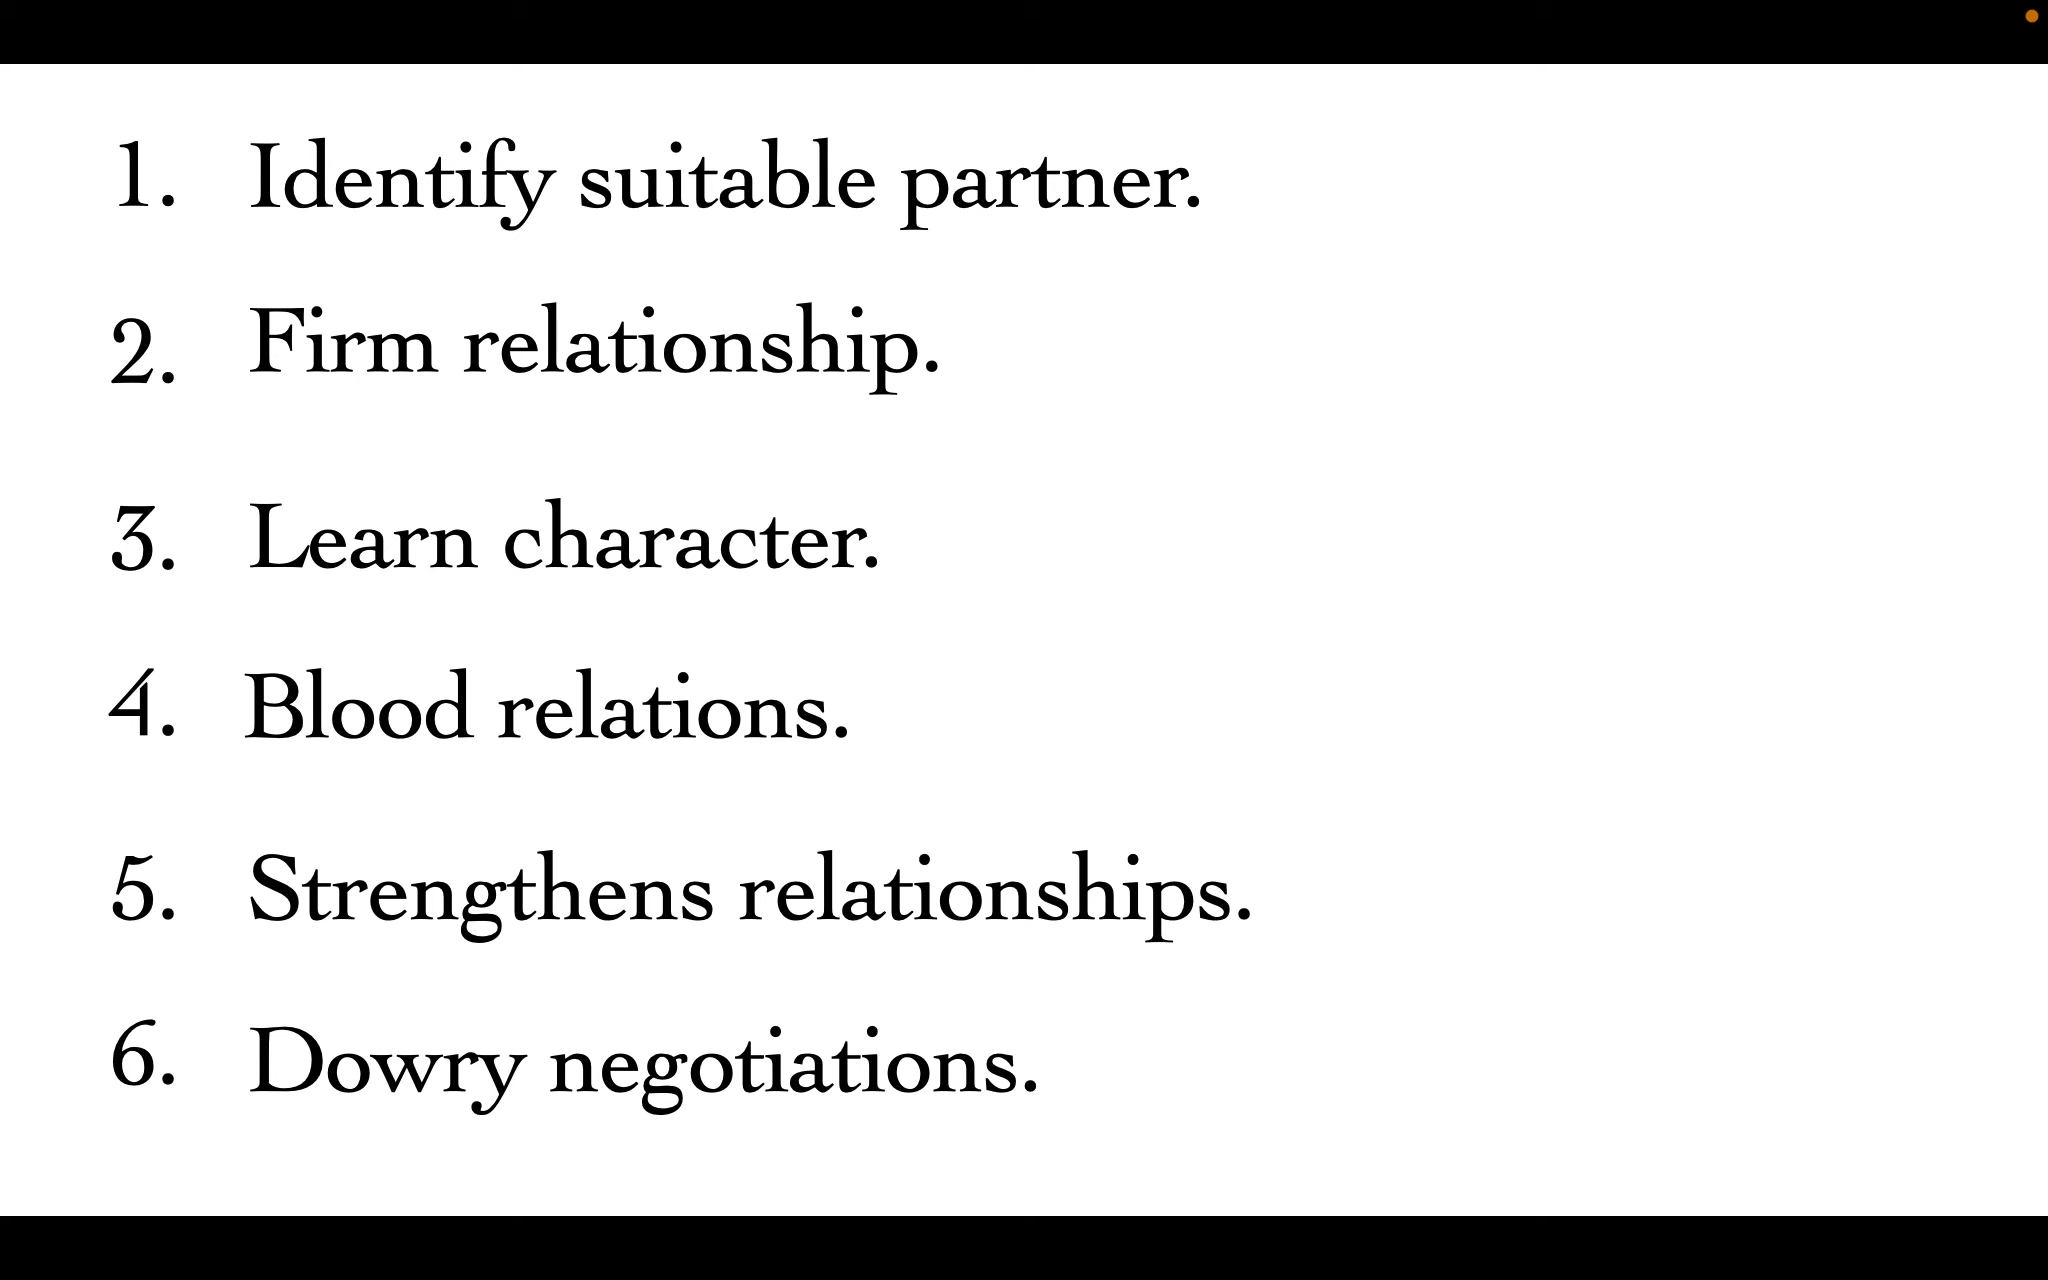 1. Identify suitable partner.
2. Firm relationship.
3. Learn character.
4. Blood relations.
5. Strengthens relationships.
6. Dowry negotiations.